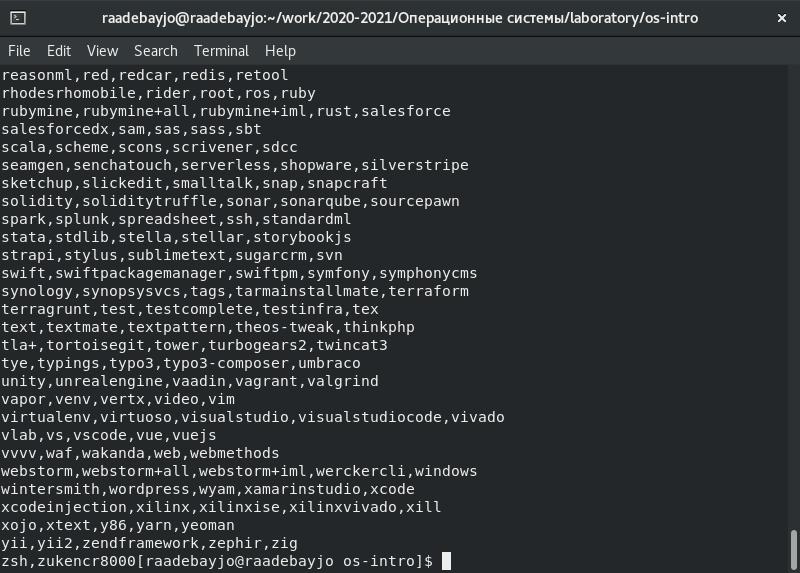 raadebayjo@raadebayjo:~/work/2020-2021/Операционные системы/laboratory/os-intro
File Edit View Search Terminal Help
reasonml,red,redcar,redis,retool
rhodesrhomobile,rider,root,ros,ruby
rubymine,rubymine+all,rubymine+iml,rust,salesforce
salesforcedx,sam,sas,sass,sbt
scala,scheme,scons,scrivener,sdcc
seamgen,senchatouch,serverless,shopware,silverstripe
sketchup,slickedit,smalltalk,snap,snapcraft
solidity,soliditytruffle,sonar,sonarqube,sourcepawn
spark,splunk,spreadsheet,ssh,standardml
stata,stdlib,stella,stellar,storybookjs
strapi,stylus,sublimetext,sugarcrm,svn
swift,swiftpackagemanager,swiftpm,symfony,symphonycms
synology,synopsysvcs,tags,tarmainstallmate,terraform
terragrunt,test,testcomplete,testinfra,tex
text,textmate,textpattern,theos-tweak,thinkphp
tla+,tortoisegit,tower,turbogears2,twincat3
tye,typings,typo3,typo3-composer,umbraco
unity,unrealengine,vaadin,vagrant,valgrind
vapor,venv,vertx,video,vim
virtualenv,virtuoso,visualstudio,visualstudiocode,vivado
vlab,vs,vscode,vue,vuejs
vvvv,waf,wakanda,web,webmethods
webstorm,webstorm+all,webstorm+iml,werckercli,windows
wintersmith,wordpress,wyam,xamarinstudio,xcode
xcodeinjection,xilinx,xilinxise,xilinxvivado,xill
xojo,xtext,y86,yarn,yeoman
yii,yii2,zendframework,zephir,zig
zsh,zukencr8000[raadebayjo@raadebayjo os-intro]$